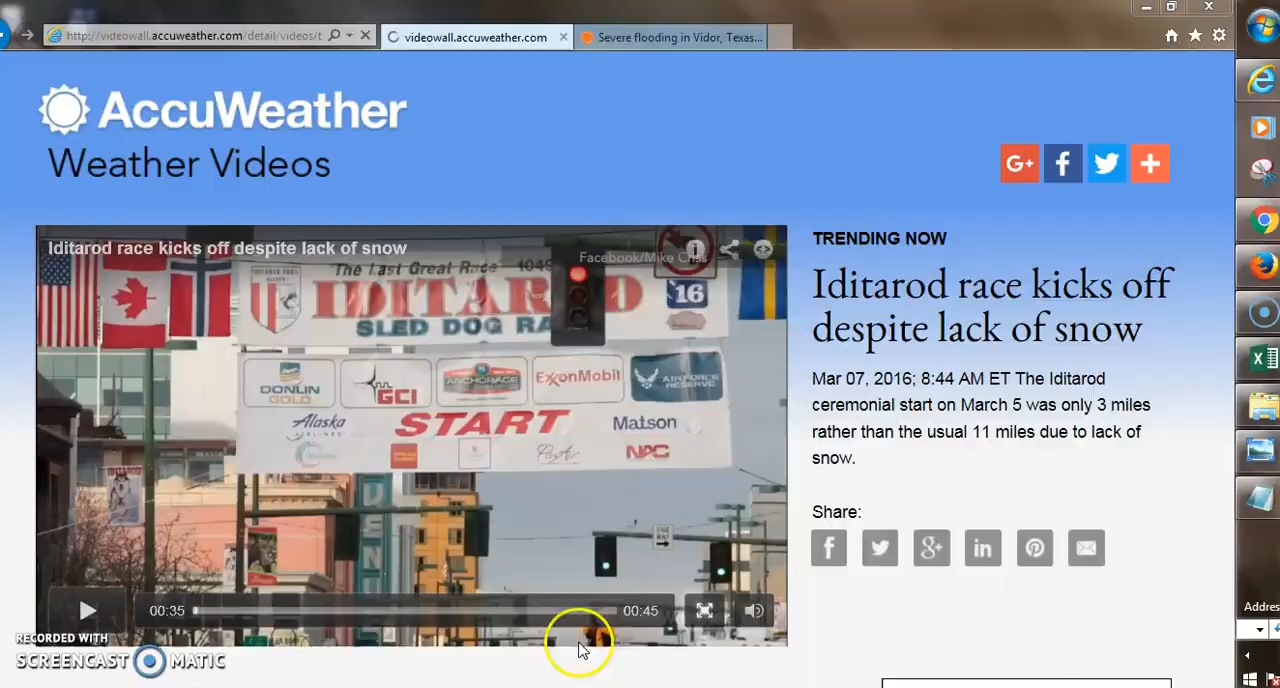 http://videowall.accuweather.com/detail/videos/t
videowall.accuweather.com
Severe flooding in Vidor, Texas...
AccuWeather
Weather Videos
G+
Iditarod race kicks off despite lack of snow
Facebook/Mike Criss
The Last Great Race
IDITAROD
'16
SLED DOG RA
DONLIN GOLD
GCI
ANCHORAGE
ExxonMobil
AIR FORCE RESERVE
Alaska AIRLINES
START
Matson
NAC
00:35
00:45
TRENDING NOW
Iditarod race kicks off
despite lack of snow
Mar 07, 2016; 8:44 AM ET The Iditarod
ceremonial start on March 5 was only 3 miles
rather than the usual 11 miles due to lack of
snow.
Share:
RECORDED WITH
SCREENCAST MATIC
Addres